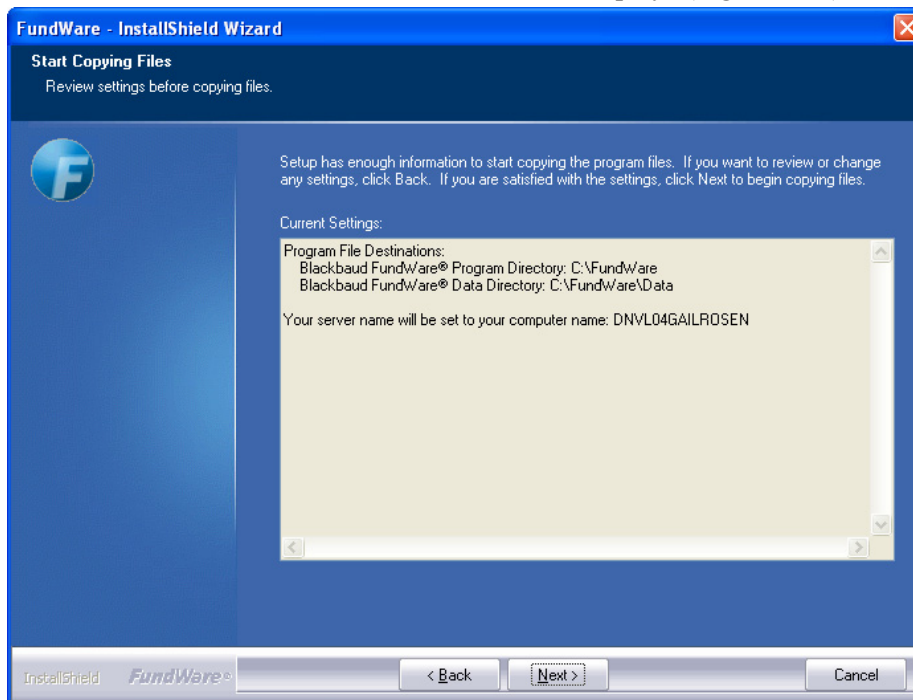 FundWare - InstallShield Wizard
Start Copying Files
Review settings before copying files.
F
Setup has enough information to start copying the program files. If you want to review or change
any settings, click Back. If you are satisfied with the settings, click Next to begin copying files.
Current Settings:
Program File Destinations:
Blackbaud FundWare® Program Directory: C:\FundWare
Blackbaud FundWare® Data Directory: C:\FundWare\Data
Your server name will be set to your computer name: DNVL04GAILROSEN
InstallShield FundWare®
< Back Next > Cancel